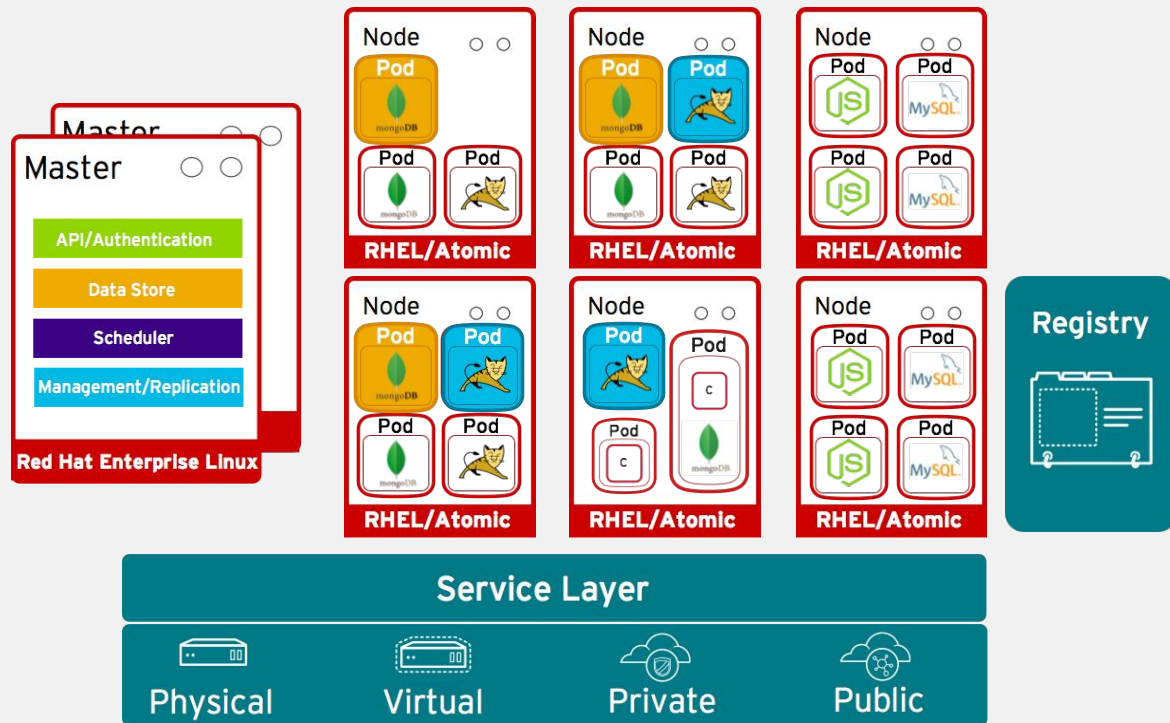 Master
Master
API/Authentication
Data Store
Scheduler
Management/Replication
Red Hat Enterprise Linux
Node
Pod
mongoDB
Pod
mongoDB
Pod
RHEL/Atomic
Node
Pod
mongoDB
Pod
Pod
mongoDB
Pod
RHEL/Atomic
Node
Pod
JS
Pod
MySQL
Pod
JS
Pod
MySQL
RHEL/Atomic
Node
Pod
mongoDB
Pod
Pod
mongoDB
Pod
RHEL/Atomic
Node
Pod
Pod
C
mongoDB
Pod
C
RHEL/Atomic
Node
Pod
JS
Pod
MySQL
Pod
JS
Pod
MySQL
RHEL/Atomic
Registry
Service Layer
Physical
Virtual
Private
Public